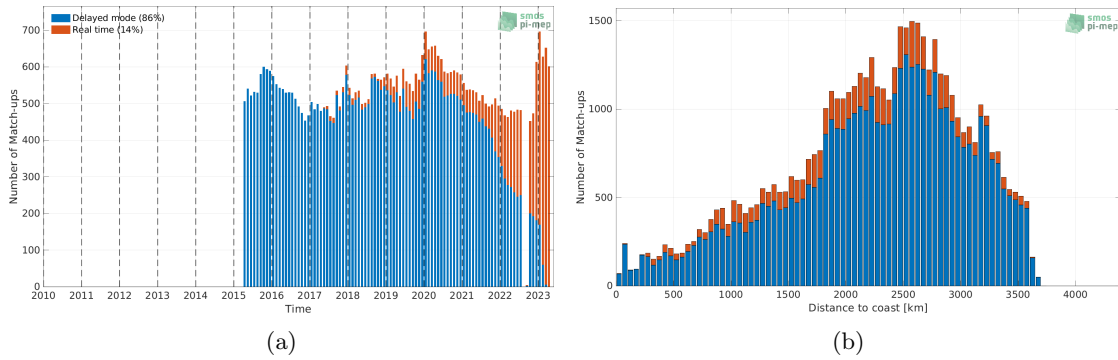 smos
pi-mep
Delayed mode (86%)
Real time (14%)
Number of Match-ups
700
600
500
400
300
200
100
0
2010 2011 2012 2013 2014 2015 2016 2017 2018 2019 2020 2021 2022 2023
Time
(a)
smos
pi-mep
Number of Match-ups
1500
1000
500
0
0 500 1000 1500 2000 2500 3000 3500 4000
Distance to coast [km]
(b)